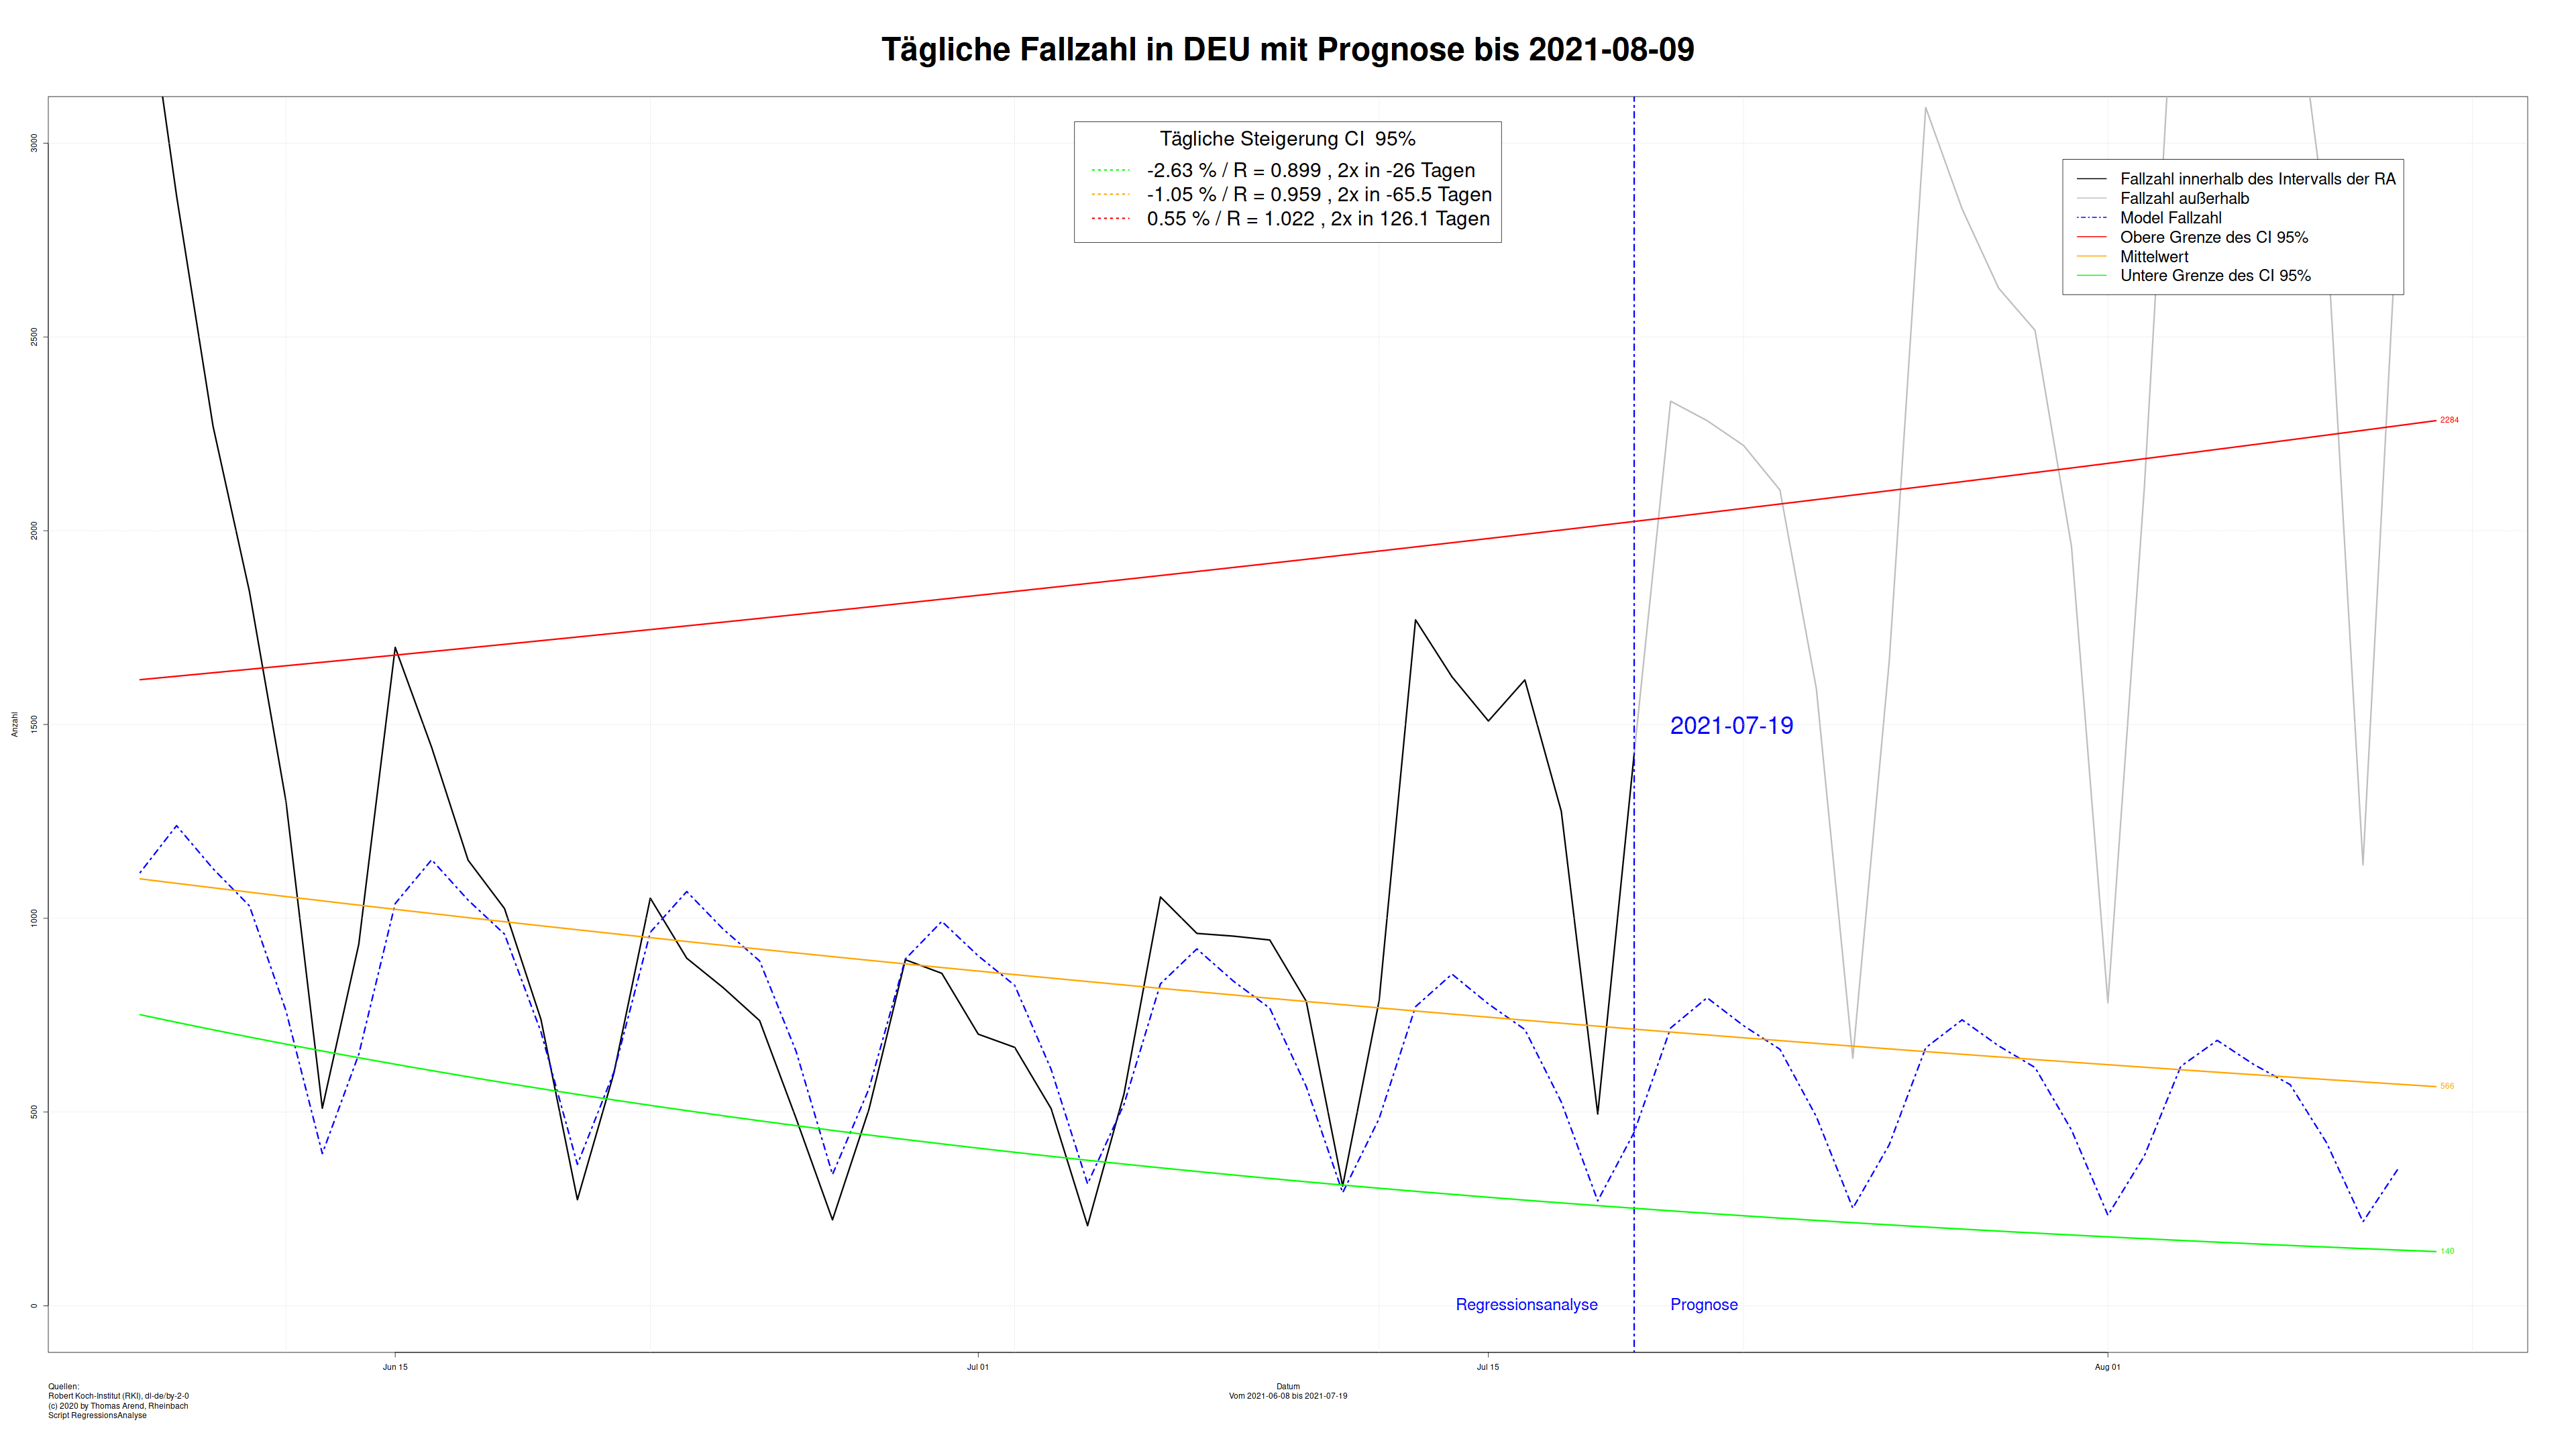 Tägliche Fallzahl in DEU mit Prognose bis 2021-08-09
Tägliche Steigerung CI  95%
-2.63 % / R = 0.899 , 2x in -26 Tagen
-1.05 % / R = 0.959 , 2x in -65.5 Tagen
0.55 % / R = 1.022 , 2x in 126.1 Tagen
Fallzahl innerhalb des Intervalls der RA
Fallzahl außerhalb
Model Fallzahl
Obere Grenze des CI 95%
Mittelwert
Untere Grenze des CI 95%
3000
2500
2000
1500
1000
500
0
Anzahl
2284
2021-07-19
566
140
Regressionsanalyse
Prognose
Jun 15
Jul 01
Jul 15
Aug 01
Datum
Vom 2021-06-08 bis 2021-07-19
Quellen:
Robert Koch-Institut (RKI), dl-de/by-2-0
(c) 2020 by Thomas Arend, Rheinbach
Script RegressionsAnalyse